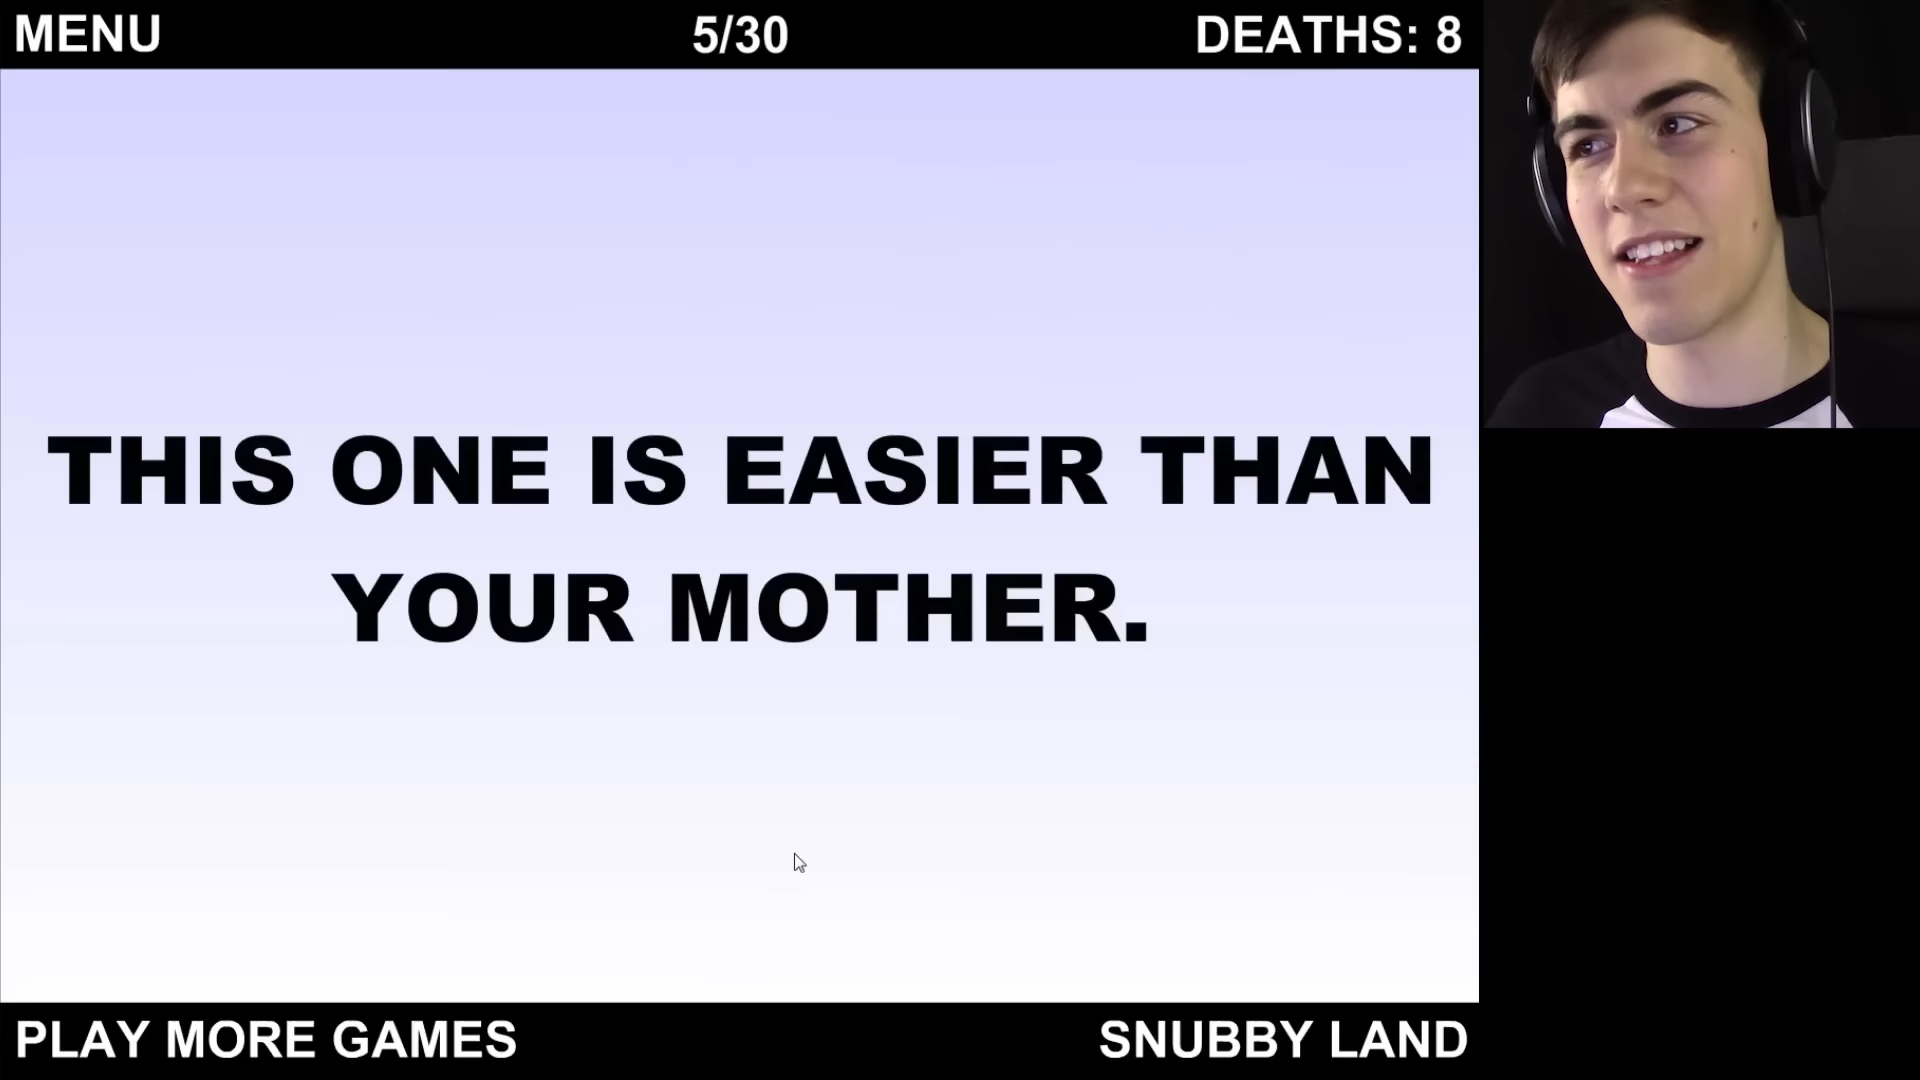 MENU
5/30
DEATHS: 8
THIS ONE IS EASIER THAN
YOUR MOTHER.
PLAY MORE GAMES
SNUBBY LAND